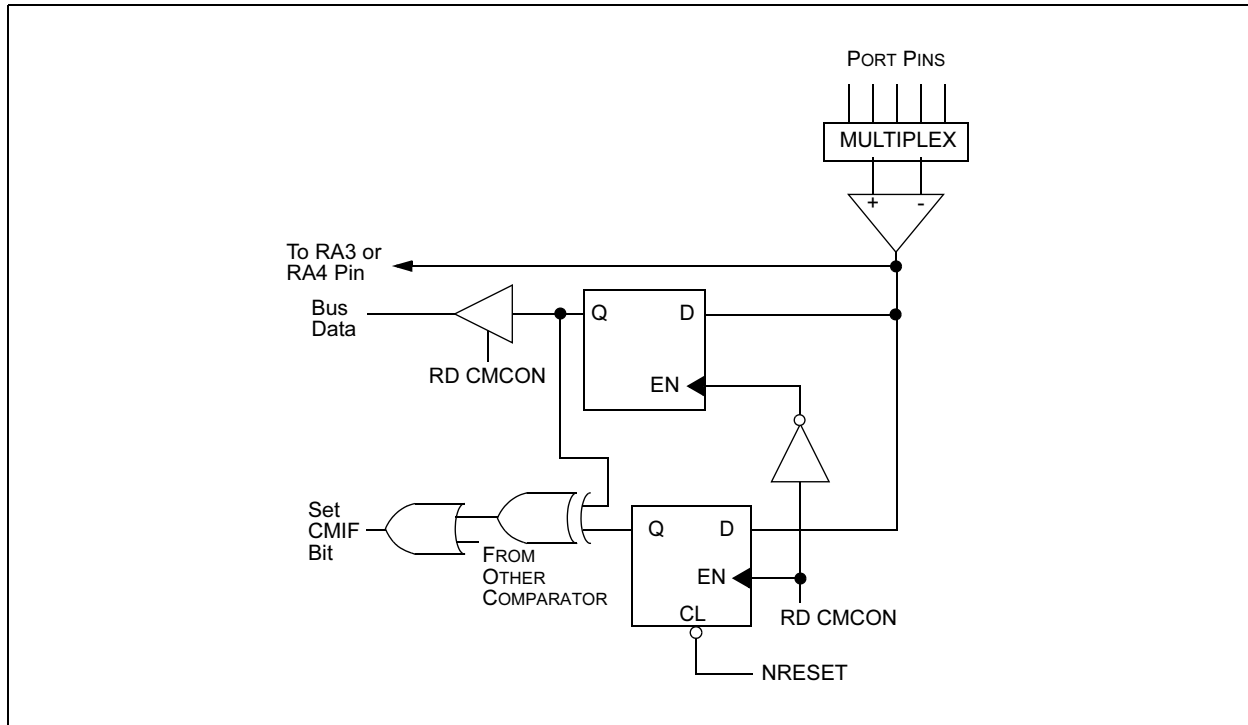 PORT PINS
MULTIPLEX
+ -
To RA3 or
RA4 Pin
Bus
Data
Q D
RD CMCON
EN
Set
CMIF
Bit
Q D
FROM
OTHER
COMPARATOR
EN
CL
RD CMCON
NRESET